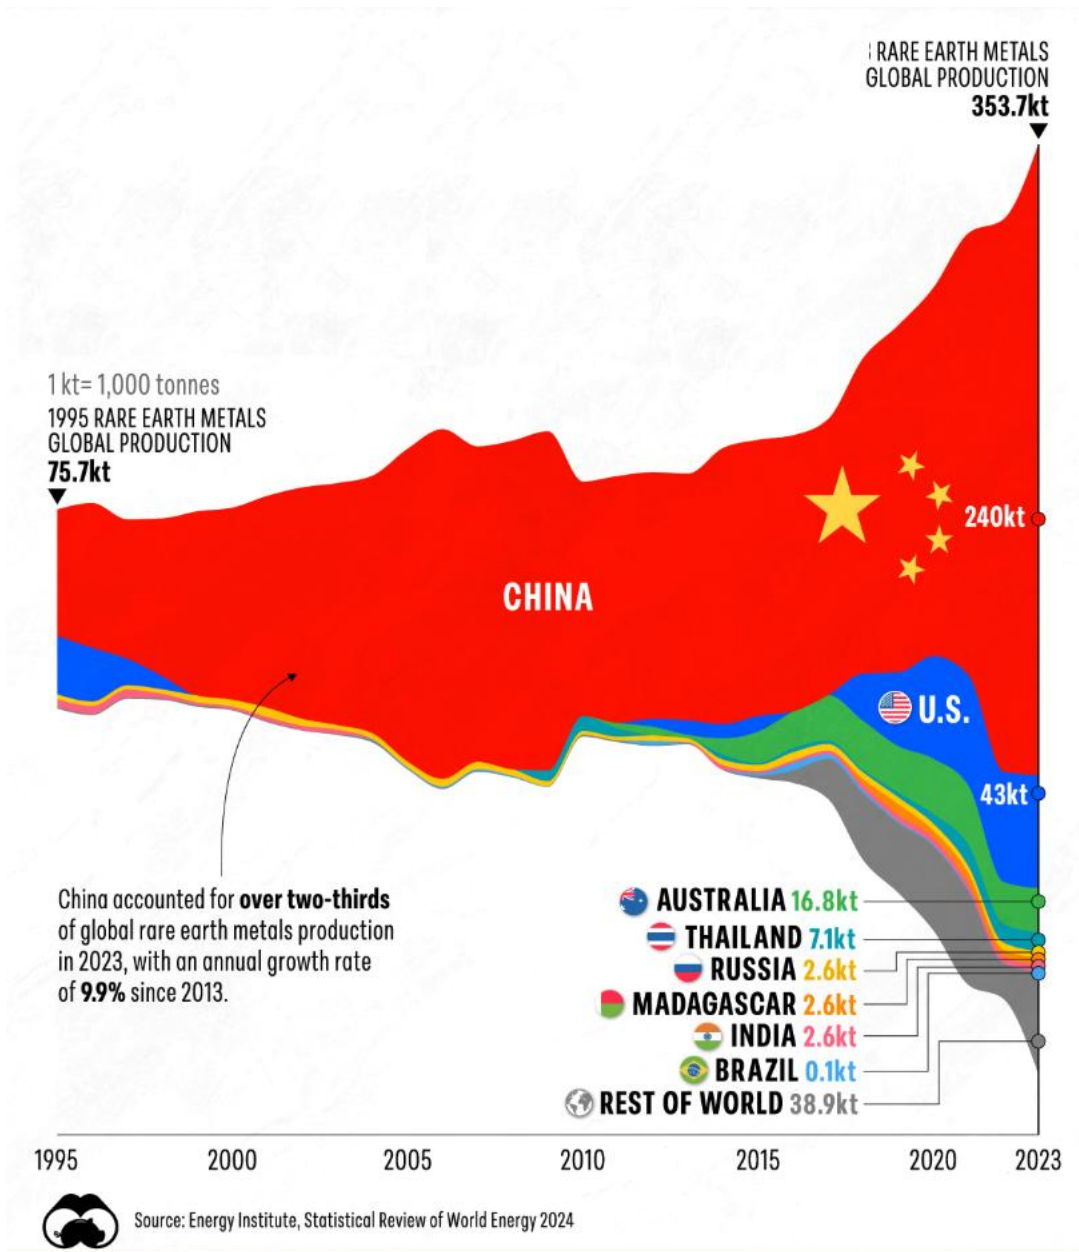 RARE EARTH METALS
GLOBAL PRODUCTION
353.7kt
1 kt= 1,000 tonnes
1995 RARE EARTH METALS
GLOBAL PRODUCTION
75.7kt
240kt
CHINA
U.S.
43kt
China accounted for over two-thirds
of global rare earth metals production
in 2023, with an annual growth rate
of 9.9% since 2013.
AUSTRALIA 16.8kt
THAILAND 7.1kt
RUSSIA 2.6kt
MADAGASCAR 2.6kt
INDIA 2.6kt
BRAZIL 0.1kt
REST OF WORLD 38.9kt
1995 2000 2005 2010 2015 2020 2023
Source: Energy Institute, Statistical Review of World Energy 2024